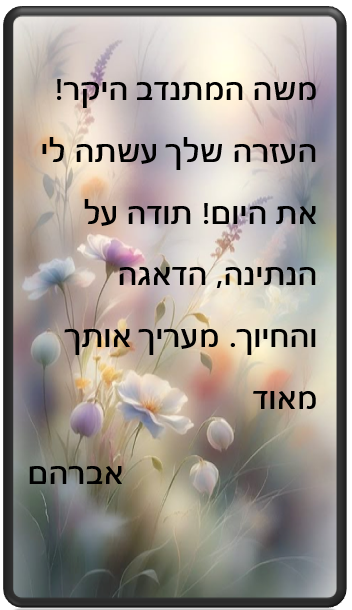 משה המתנדב היקר!
העזרה שלך עשתה לי
את היום! תודה על
הנתינה, הדאגה
והחיוך. מעריך אותך
מאוד
אברהם